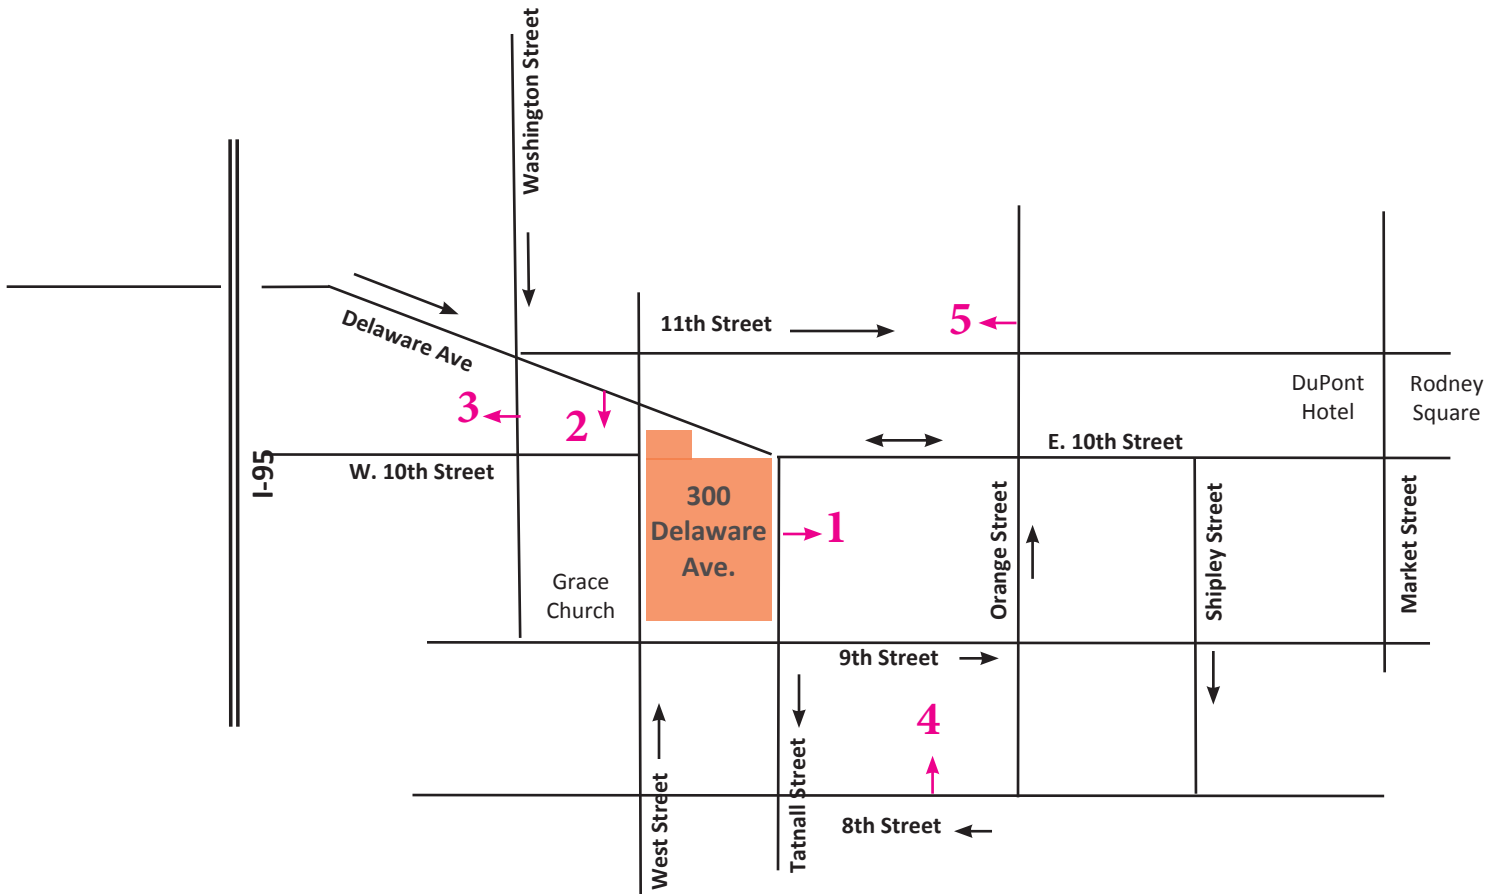 Washington Street
Delaware Ave
11th Street
5
DuPont
Hotel
Rodney
Square
3
2
I-95
W. 10th Street
E. 10th Street
300
Delaware
Ave.
1
Orange Street
Shipley Street
Market Street
Grace
Church
9th Street
4
West Street
Tatnall Street
8th Street